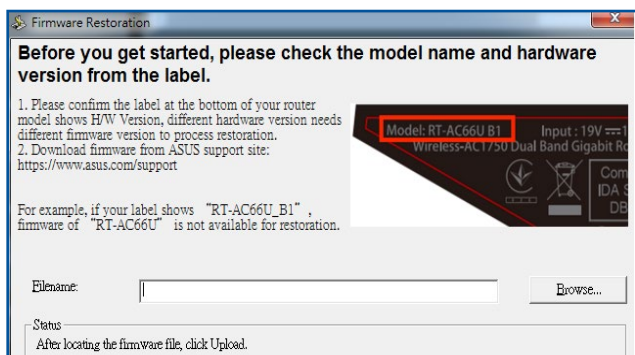 Firmware Restoration
Before you get started, please check the model name and hardware
version from the label.
1. Please confirm the label at the bottom of your router
model shows H/W Version, different hardware version needs
different firmware version to process restoration.
2. Download firmware from ASUS support site:
https://www.asus.com/support
For example, if your label shows “RT-AC66U_B1” ,
firmware of “RT-AC66U” is not available for restoration.
Model: RT-AC66U B1 Input : 19V
Wireless-AC1750 Dual Band Gigabit
IDA
DB
Filename:
Browse...
Status
After locating the firmware file, click Upload.